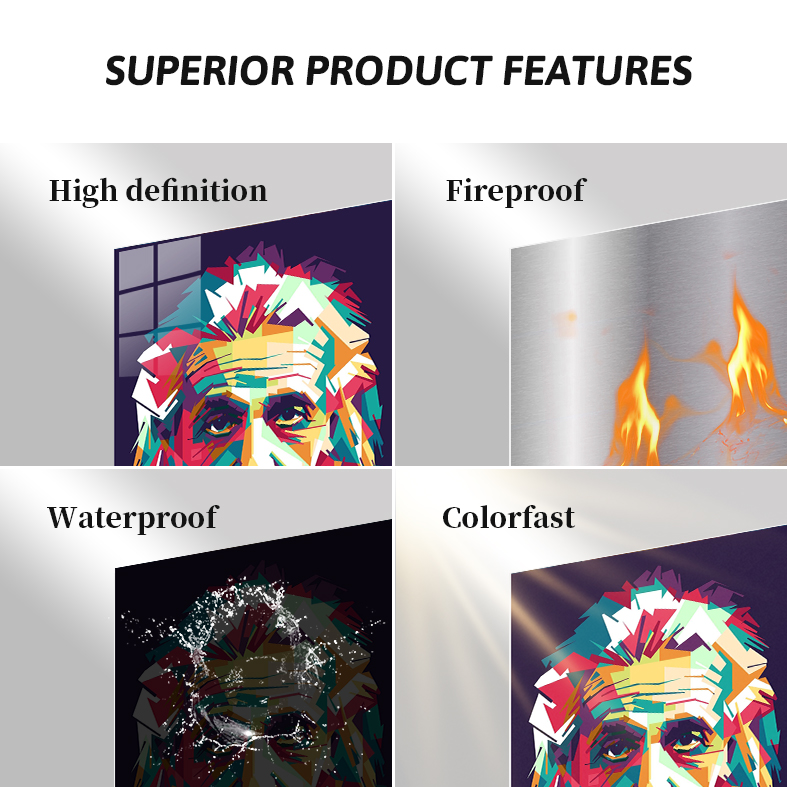 SUPERIOR PRODUCT FEATURES
High definition
Fireproof
Waterproof
Colorfast